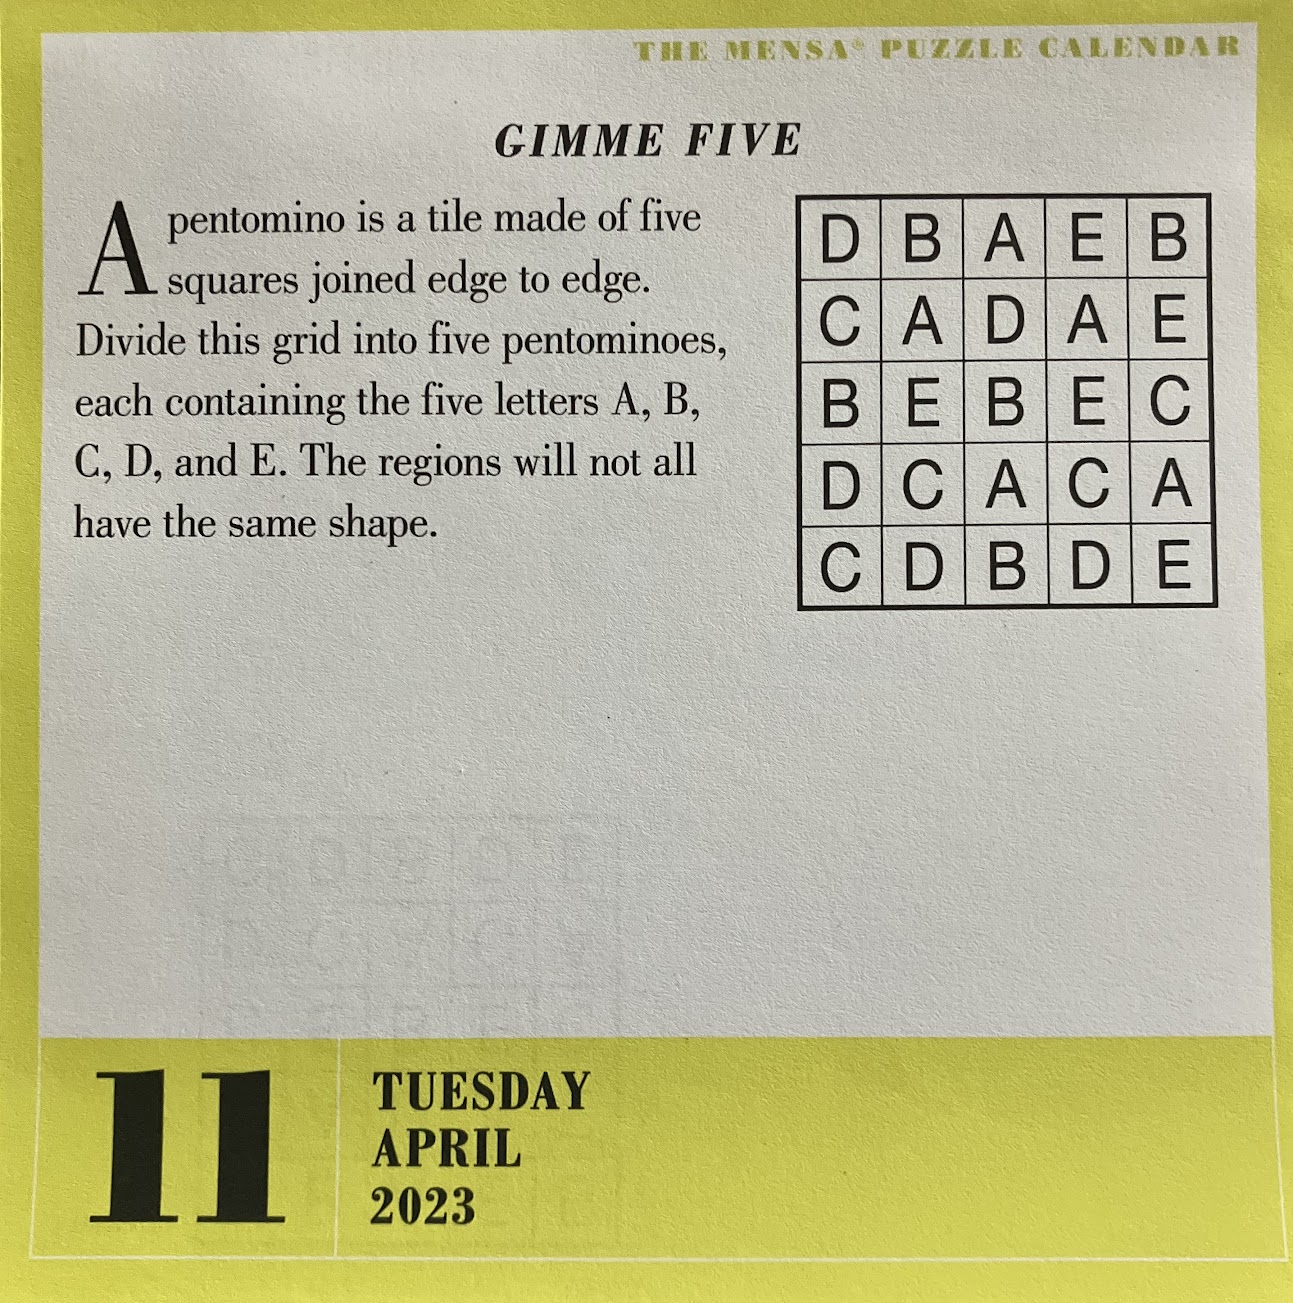 THE MENSA® PUZZLE CALENDAR
GIMME FIVE
A pentomino is a tile made of five
squares joined edge to edge.
Divide this grid into five pentominoes,
each containing the five letters A, B,
C, D, and E. The regions will not all
have the same shape.
D B A E B
C A D A E
B E B E C
D C A C A
C D B D E
11
TUESDAY
APRIL
2023